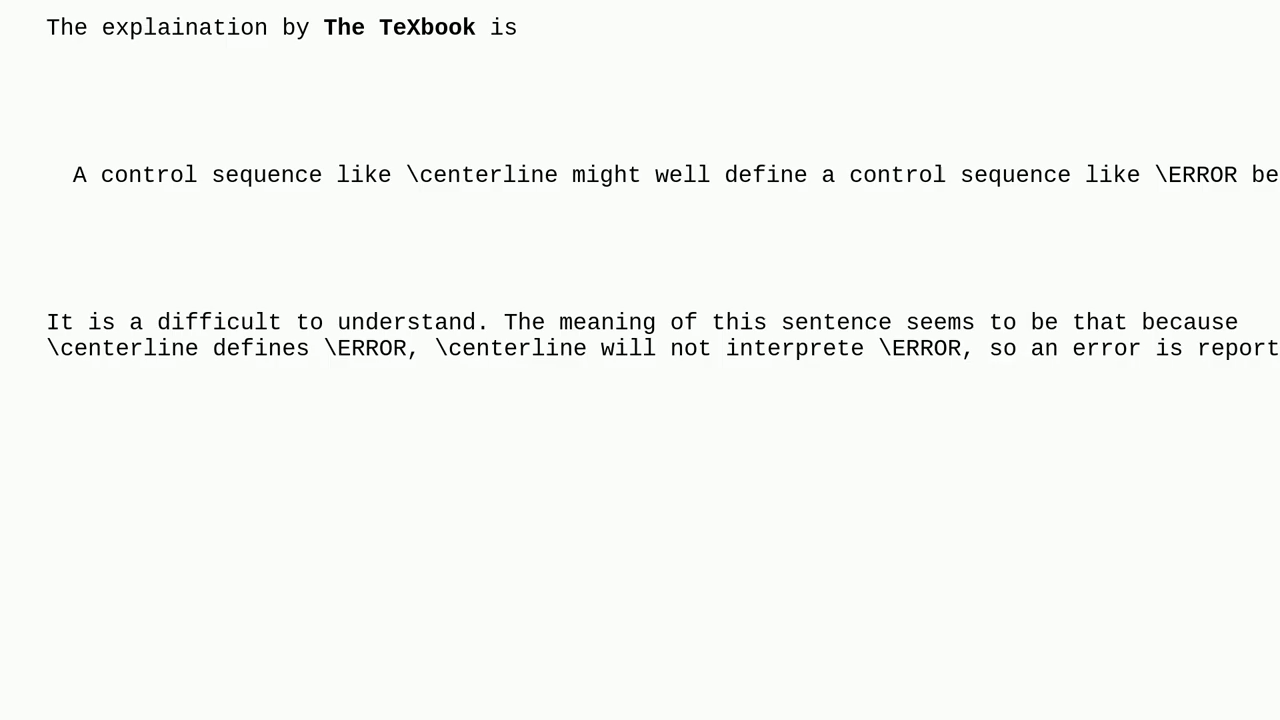 The explaination by The TeXbook is
A control sequence like \centerline might well define a control sequence like \ERROR be
It is a difficult to understand. The meaning of this sentence seems to be that because
\centerline defines \ERROR, \centerline will not interprete \ERROR, so an error is report